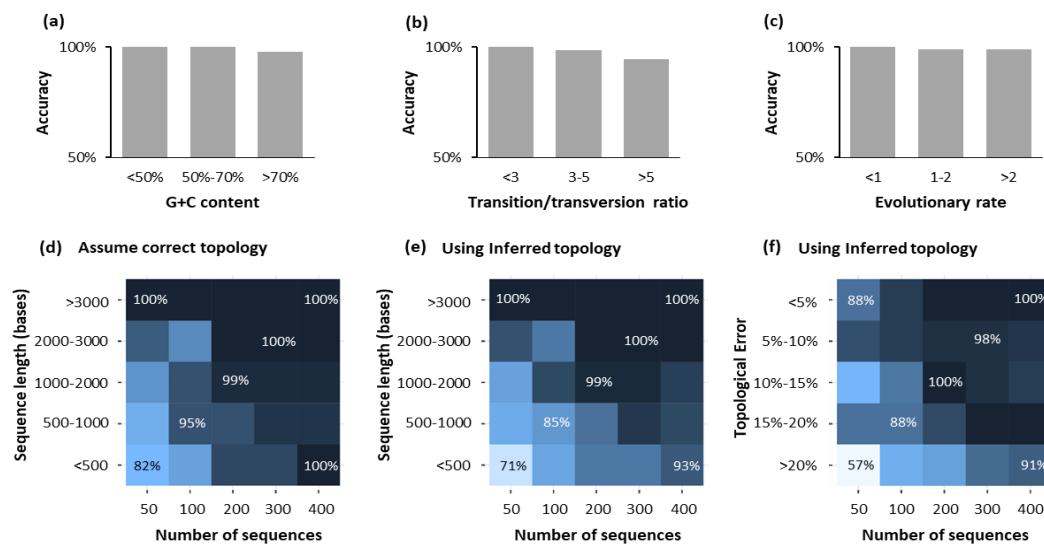 (a)
100%
Accuracy
50%
<50% 50%-70% >70%
G+C content
(b)
100%
Accuracy
50%
<3 3-5 >5
Transition/transversion ratio
(c)
100%
Accuracy
50%
<1 1-2 >2
Evolutionary rate
(d) Assume correct topology
Sequence length (bases)
>3000 100% 100%
2000-3000 100%
1000-2000 99%
500-1000 95%
<500 82% 100%
50 100 200 300 400
Number of sequences
(e) Using Inferred topology
Sequence length (bases)
>3000 100% 100%
2000-3000 100%
1000-2000 99%
500-1000 85%
<500 71% 93%
50 100 200 300 400
Number of sequences
(f) Using Inferred topology
Topological Error
<5% 88% 100%
5%-10% 98%
10%-15% 100%
15%-20% 88%
>20% 57% 91%
50 100 200 300 400
Number of sequences